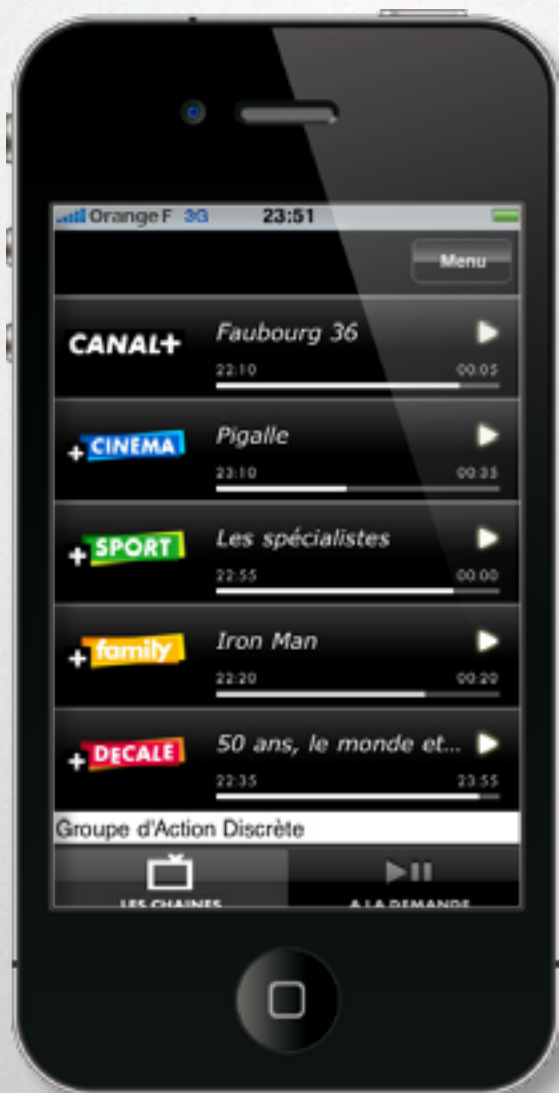 Orange F 3G 23:51
Menu
CANAL+ Faubourg 36
22:10 00:05
+ CINEMA Pigalle
23:10 00:35
+ SPORT Les spécialistes
22:55 00:00
+ family Iron Man
22:20 00:20
+ DECALE 50 ans, le monde et...
22:35 23:55
Groupe d'Action Discrète
LES CHAINES A LA DEMANDE